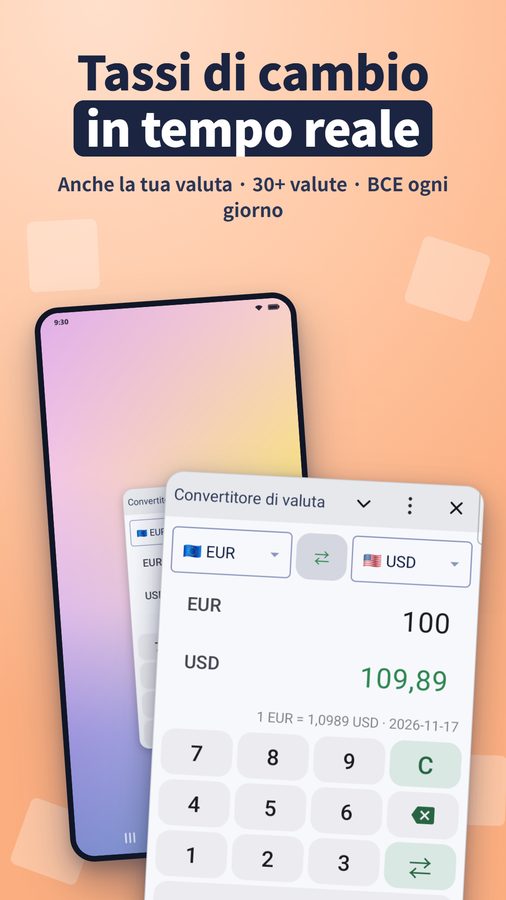 Tassi di cambio
in tempo reale
Anche la tua valuta · 30+ valute · BCE ogni
giorno
9:30
Convertitore di valuta
EUR
USD
EUR
100
USD
109,89
1 EUR = 1,0989 USD · 2026-11-17
7 8 9 C
4 5 6
1 2 3